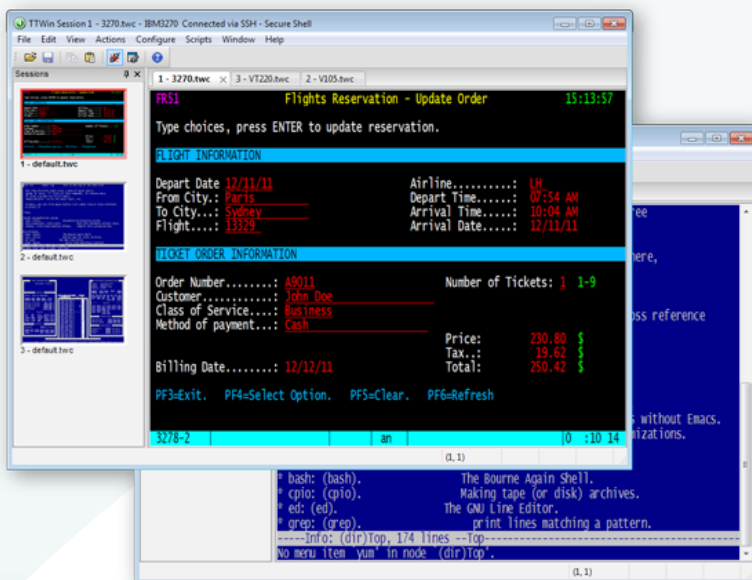 TTWin Session 1 - 3270.twc - IBM3270 Connected via SSH - Secure Shell
File Edit View Actions Configure Scripts Window Help
Sessions
1 - 3270.twc 3 - VT220.twc 2 - V105.twc
1 - default.twc
2 - default.twc
3 - default.twc
FRS1 Flights Reservation - Update Order 15:13:57
Type choices, press ENTER to update reservation.
FLIGHT INFORMATION
Depart Date 12/11/11 Airline..........: LH
From City.: Paris Depart Time......: 07:54 AM
To City...: Sydney Arrival Time.....: 10:04 AM
Flight....: 13329 Arrival Date.....: 12/11/11
TICKET ORDER INFORMATION
Order Number........: A9011 Number of Tickets: 1 1-9
Customer............: John Doe
Class of Service....: Business
Method of payment...: Cash
Price: 230.80 $
Tax..: 19.62 $
Billing Date........: 12/12/11 Total: 250.42 $
PF3=Exit. PF4=Select Option. PF5=Clear. PF6=Refresh
3278-2 an 0 :10 14
(1, 1)
ree
ere,
oss reference
s without Emacs.
mizations.
* bash: (bash). The Bourne Again Shell.
* cpio: (cpio). Making tape (or disk) archives.
* ed: (ed). The GNU Line Editor.
* grep: (grep). print lines matching a pattern.
-----Info: (dir)Top, 174 lines --Top-----
No menu item `yum' in node `(dir)Top'.
(1, 1)